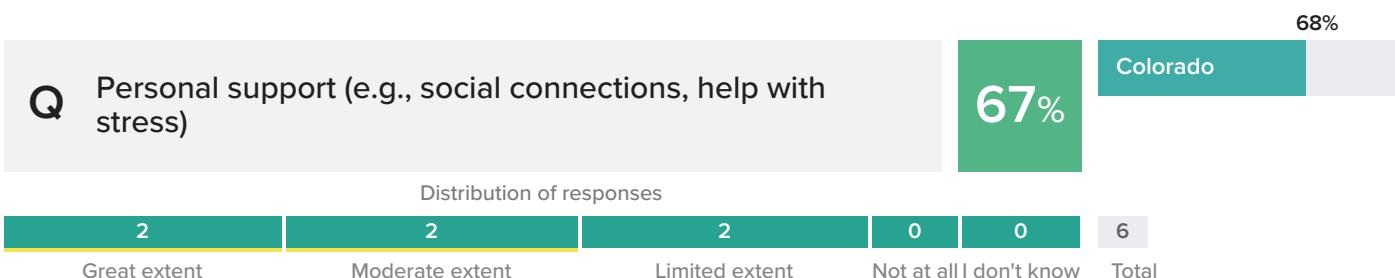 68%
Q
Personal support (e.g., social connections, help with
stress)
67%
Colorado
Distribution of responses
2
2
2
0
0
6
Great extent
Moderate extent
Limited extent
Not at all
I don't know
Total